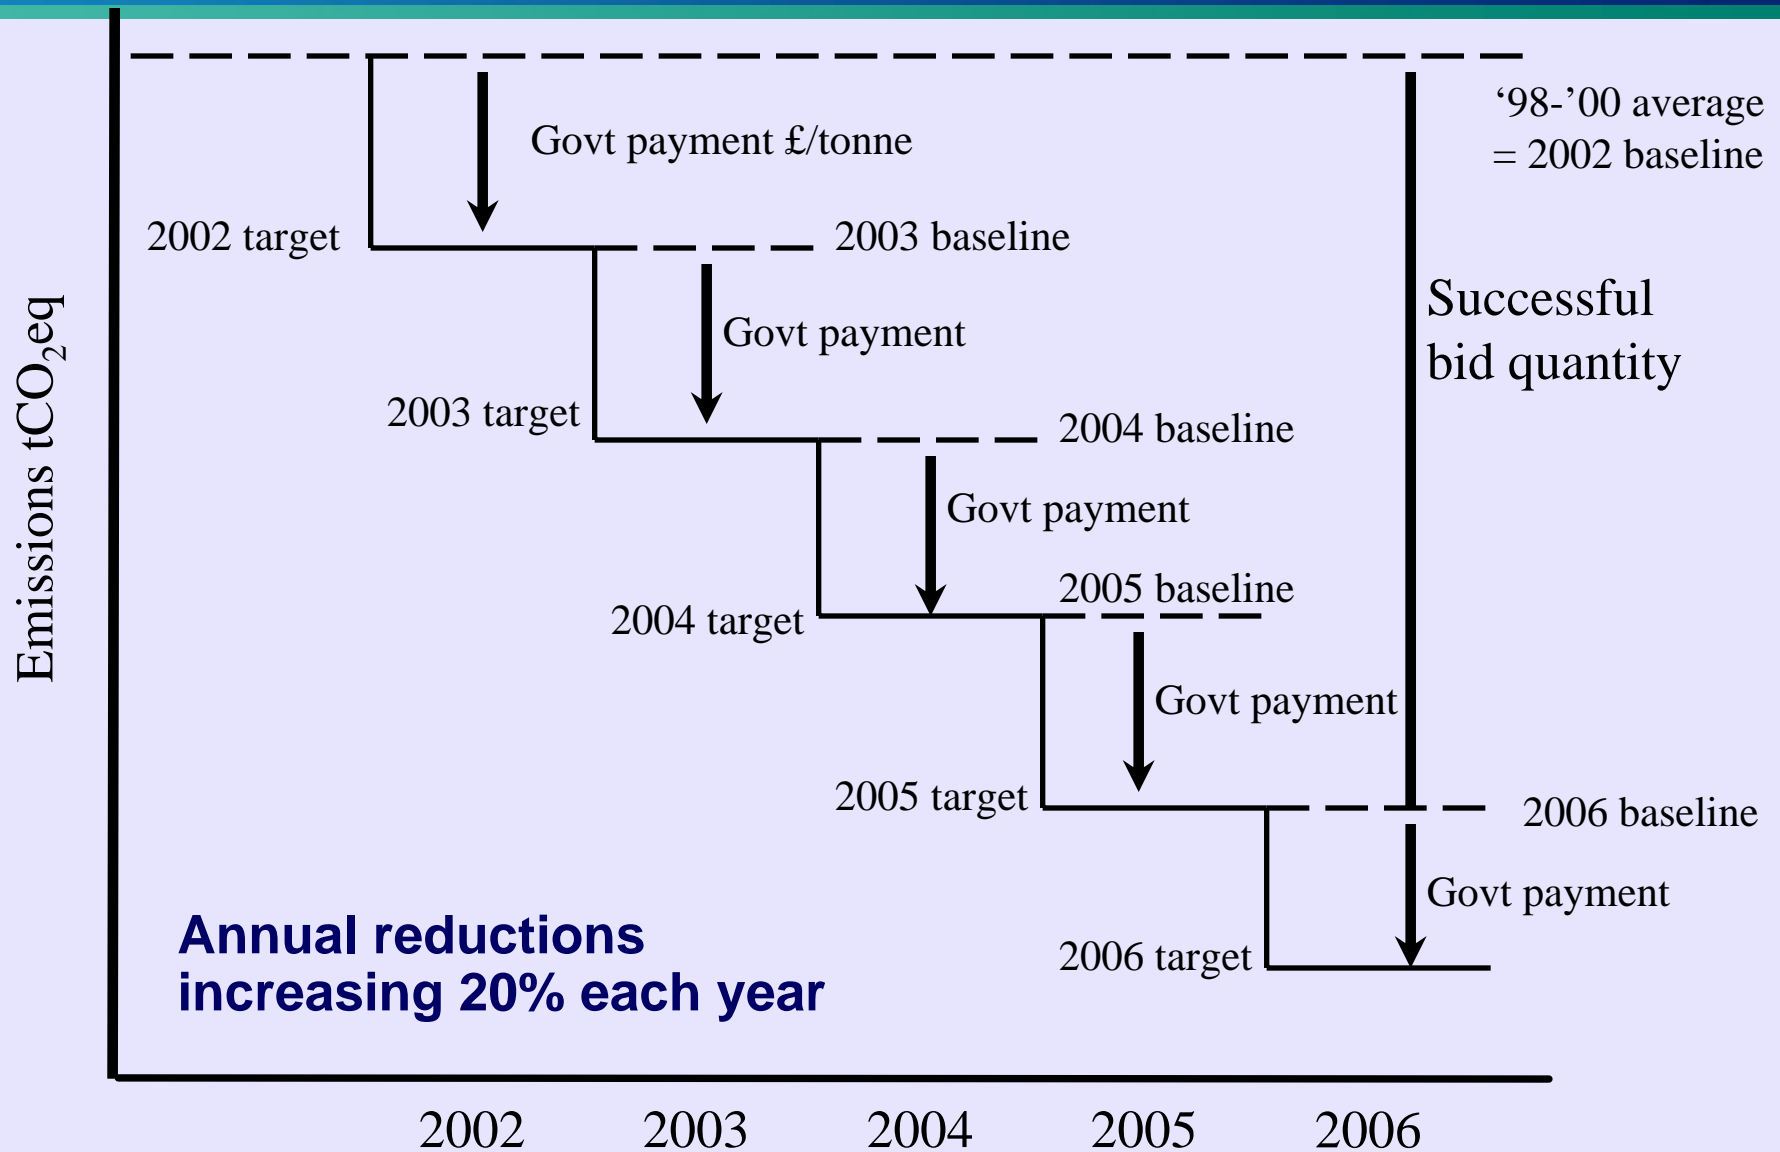 ‘98-’00 average
= 2002 baseline
Govt payment £/tonne
2002 target
2003 baseline
Successful
bid quantity
Govt payment
2003 target
2004 baseline
Emissions tCO₂eq
Govt payment
2005 baseline
2004 target
Govt payment
2005 target
2006 baseline
Govt payment
Annual reductions
increasing 20% each year
2006 target
2002 2003 2004 2005 2006